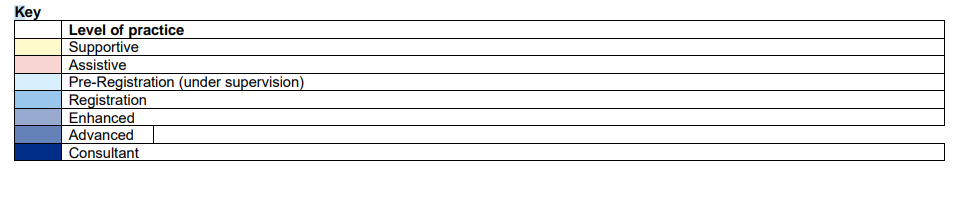 Key
Level of practice
Supportive
Assistive
Pre-Registration (under supervision)
Registration
Enhanced
Advanced
Consultant